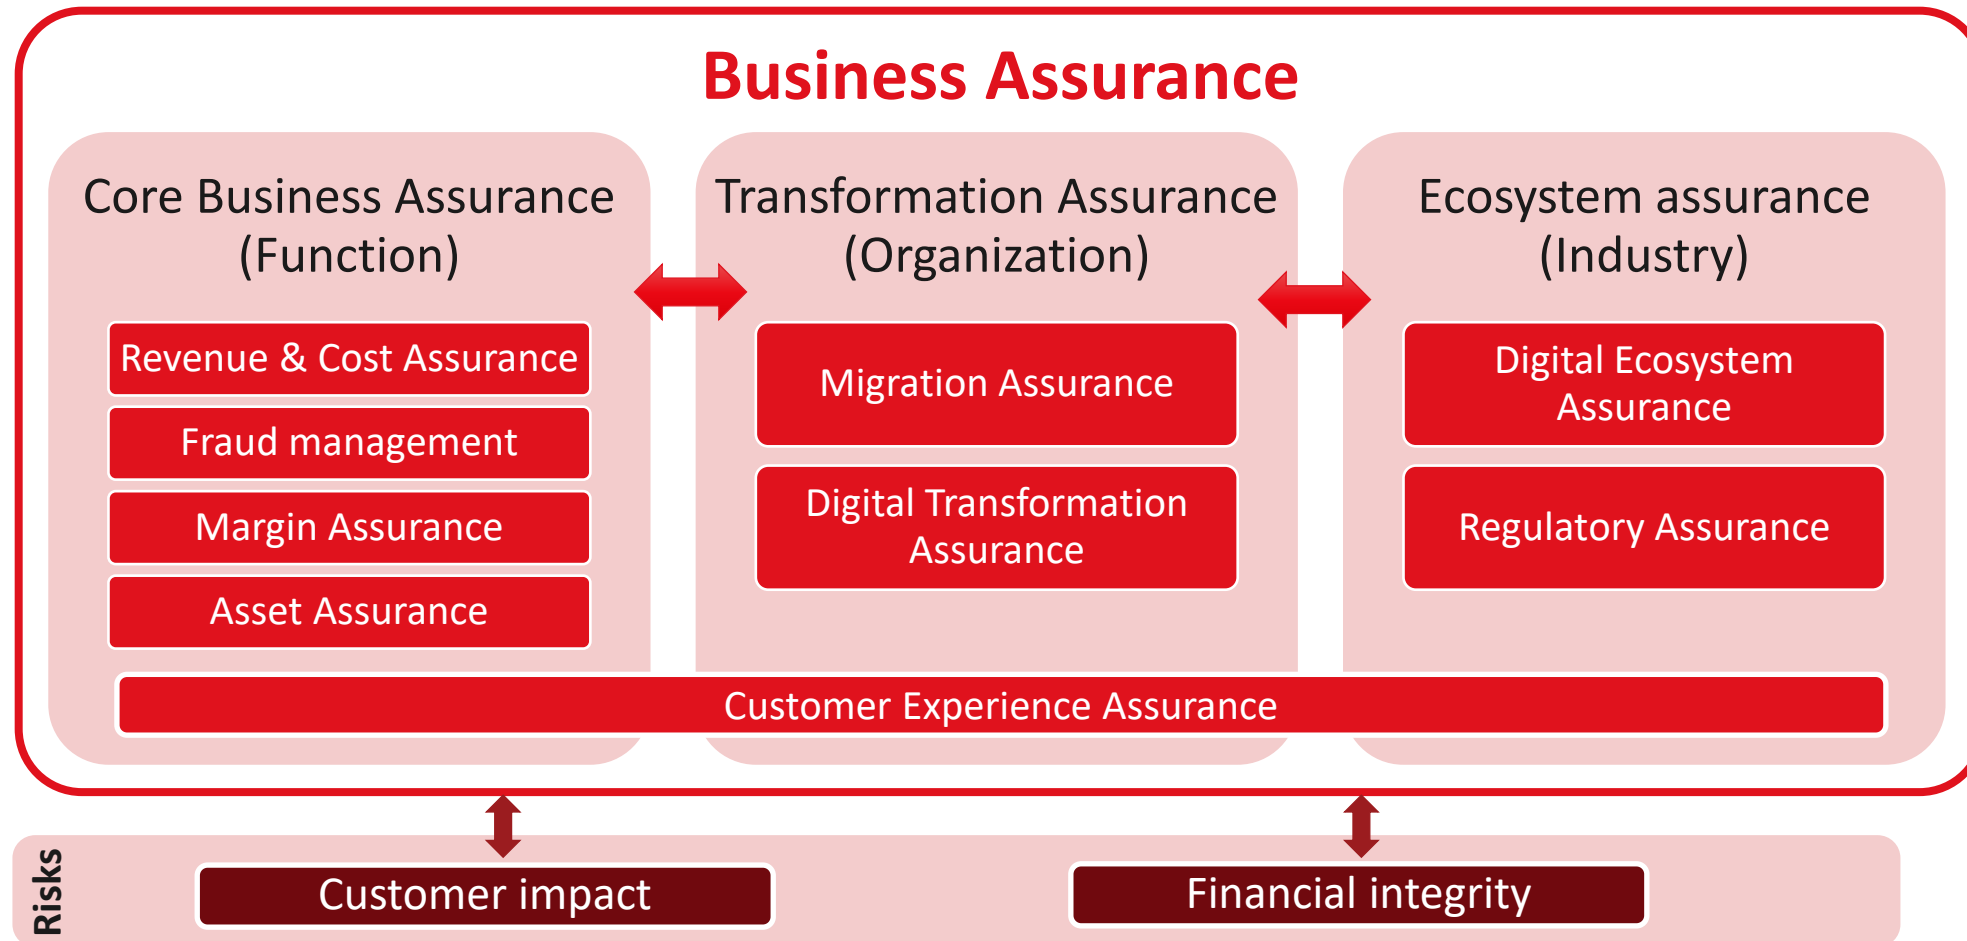 Business Assurance
Core Business Assurance
(Function)
Revenue & Cost Assurance
Fraud management
Margin Assurance
Asset Assurance
Transformation Assurance
(Organization)
Migration Assurance
Digital Transformation
Assurance
Ecosystem assurance
(Industry)
Digital Ecosystem
Assurance
Regulatory Assurance
Customer Experience Assurance
Risks
Customer impact
Financial integrity